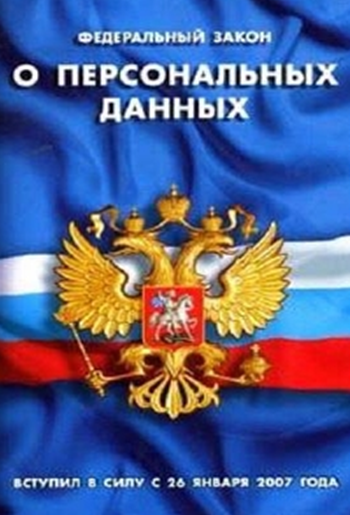 ФЕДЕРАЛЬНЫЙ ЗАКОН
О ПЕРСОНАЛЬНЫХ
ДАННЫХ
ВСТУПИЛ В СИЛУ С 26 ЯНВАРЯ 2007 ГОДА